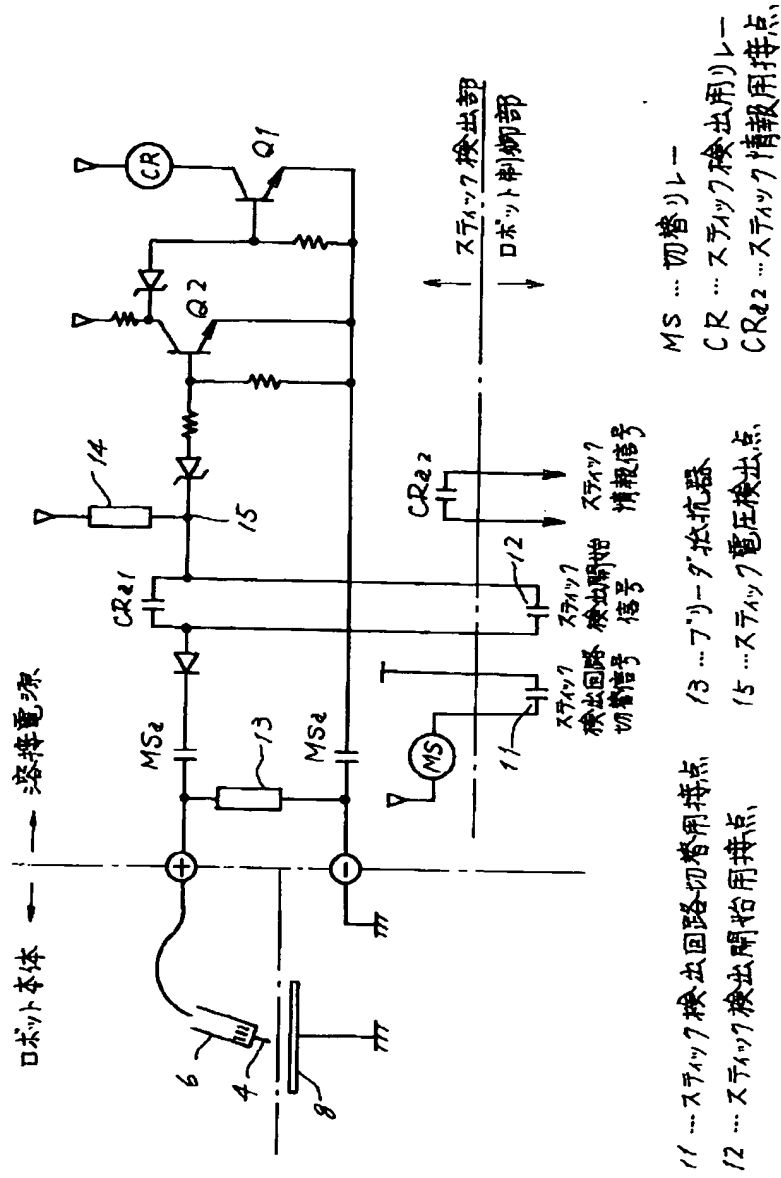 ロボット本体 ← → 溶接電源
6
4
8
+
-
MSa
13
MSa
CRa1
14
15
Q2
CR
Q1
MS
11
スティック
検出回路
切替信号
12
スティック
検出開始
信号
CRa2
スティック
情報信号
スティック検出部
ロボット制御部
11…スティック検出回路切替用接点
12…スティック検出開始用接点
13…ブリーダ抵抗器
15…スティック電圧検出点
MS…切替リレー
CR…スティック検出用リレー
CRa2…スティック情報用接点